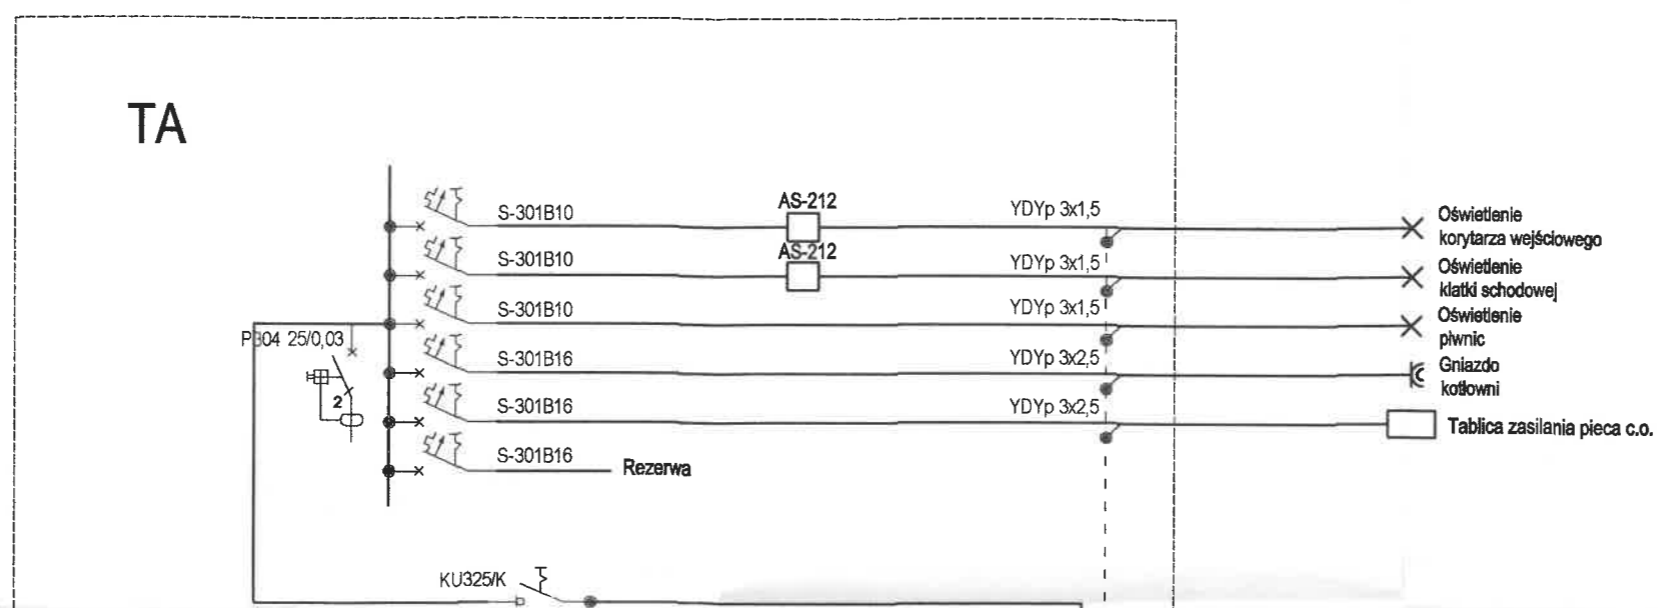 TA
AS-212
S-301B10
YDYp 3x1,5
Oświetlenie
korytarza wejściowego
AS-212
S-301B10
YDYp 3x1,5
Oświetlenie
klatki schodowej
S-301B10
YDYp 3x1,5
Oświetlenie
piwnic
P304 25/0,03
S-301B16
YDYp 3x2,5
Gniazdo
kotłowni
2
S-301B16
YDYp 3x2,5
Tablica zasilania pieca c.o.
S-301B16
Rezerwa
KU325/K